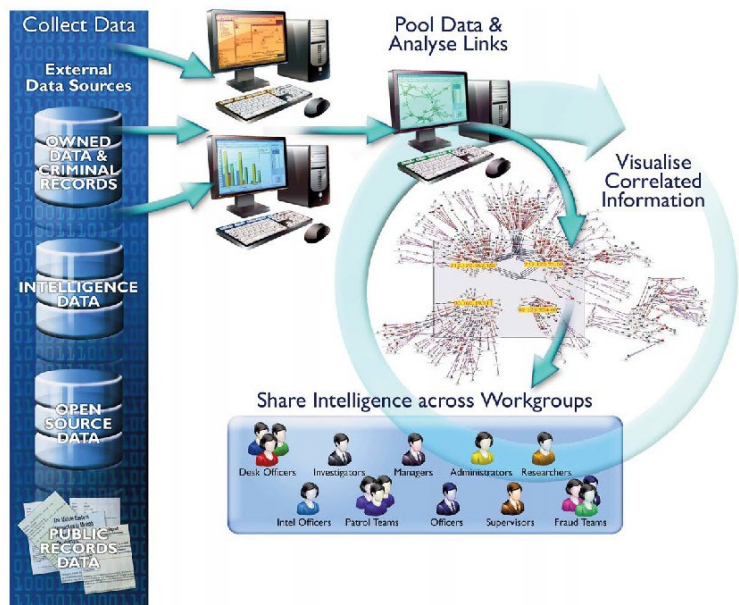 Collect Data
External
Data Sources
OWNED
DATA &
CRIMINAL
RECORDS
INTELLIGENCE
DATA
OPEN
SOURCE
DATA
PUBLIC
RECORDS
DATA
Pool Data &
Analyse Links
Visualise
Correlated
Information
Share Intelligence across Workgroups
Desk Officers
Investigators
Managers
Administrators
Researchers
Intel Officers
Patrol Teams
Officers
Supervisors
Fraud Teams